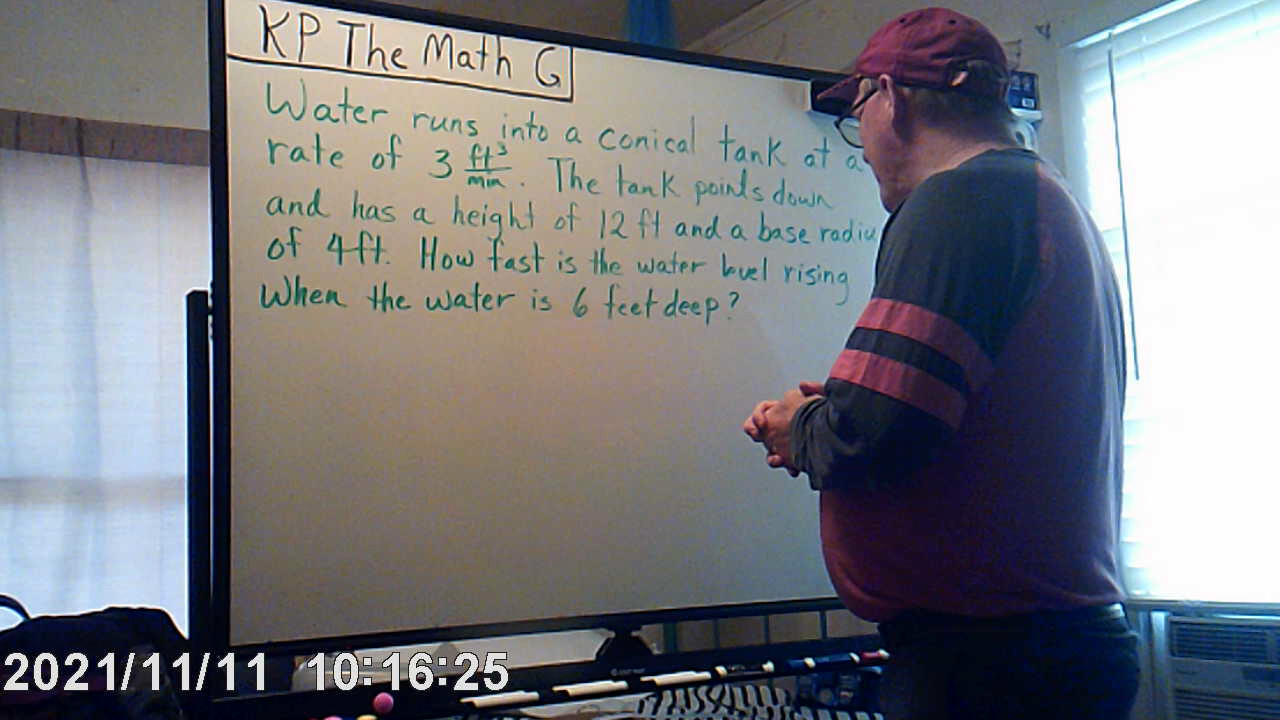 KP The Math G
Water runs into a conical tank at a
rate of 3 ft³/min. The tank points down
and has a height of 12 ft and a base radiu
of 4ft. How fast is the water level rising
When the water is 6 feet deep?
2021/11/11 10:16:25